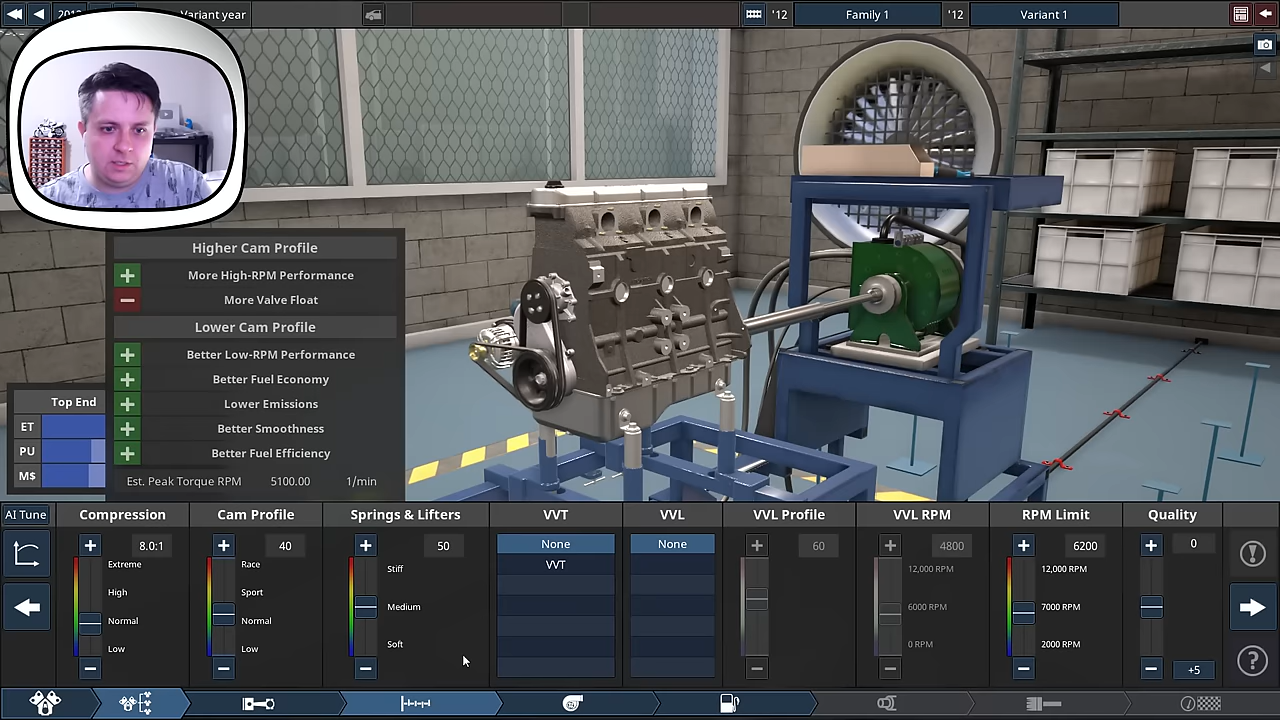 2012
Variant year
'12
Family 1
'12
Variant 1
Higher Cam Profile
+ More High-RPM Performance
− More Valve Float
Lower Cam Profile
+ Better Low-RPM Performance
+ Better Fuel Economy
+ Lower Emissions
+ Better Smoothness
+ Better Fuel Efficiency
Est. Peak Torque RPM 5100.00 1/min
Top End
ET
PU
M$
AI Tune
Compression
+ 8.0:1
Extreme
High
Normal
Low
−
Cam Profile
+ 40
Race
Sport
Normal
Low
−
Springs & Lifters
+ 50
Stiff
Medium
Soft
−
VVT
None
VVT
VVL
None
VVL Profile
+ 60
−
VVL RPM
+ 4800
12,000 RPM
6000 RPM
0 RPM
−
RPM Limit
+ 6200
12,000 RPM
7000 RPM
2000 RPM
−
Quality
+ 0
− +5
?